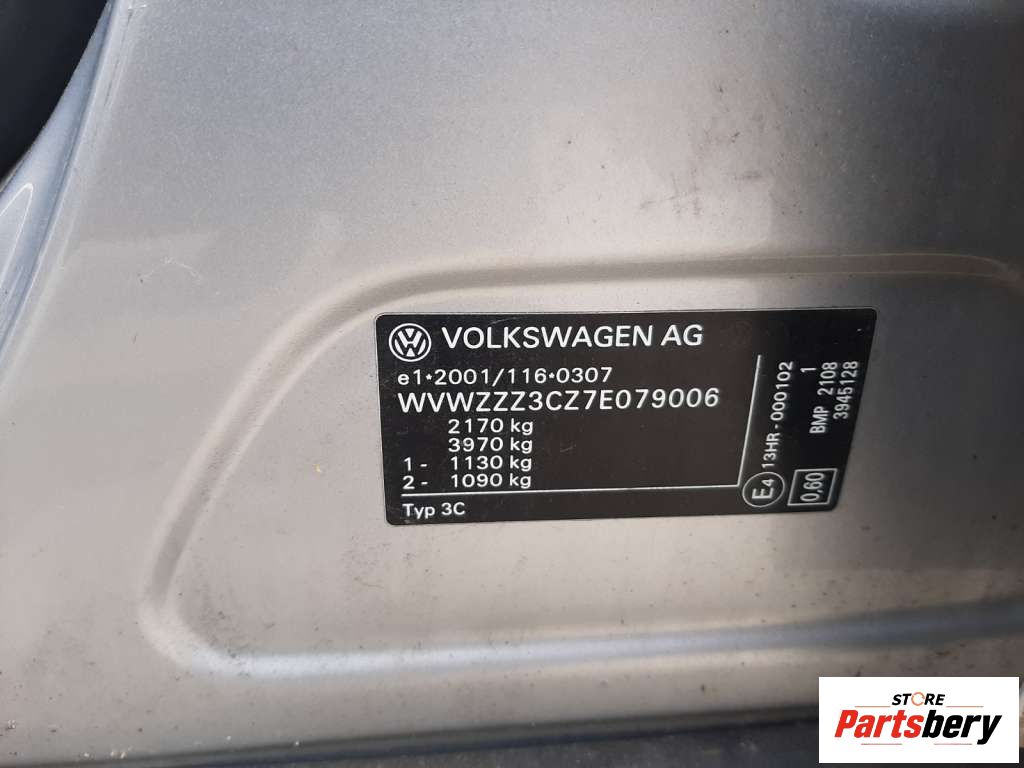 VOLKSWAGEN AG
e1*2001/116*0307
WVWZZZ3CZ7E079006
2170 kg
3970 kg
1- 1130 kg
2- 1090 kg
Typ 3C
E4 13HR-000102
1
BMP 2108
3945128
0,60
STORE
Partsbery